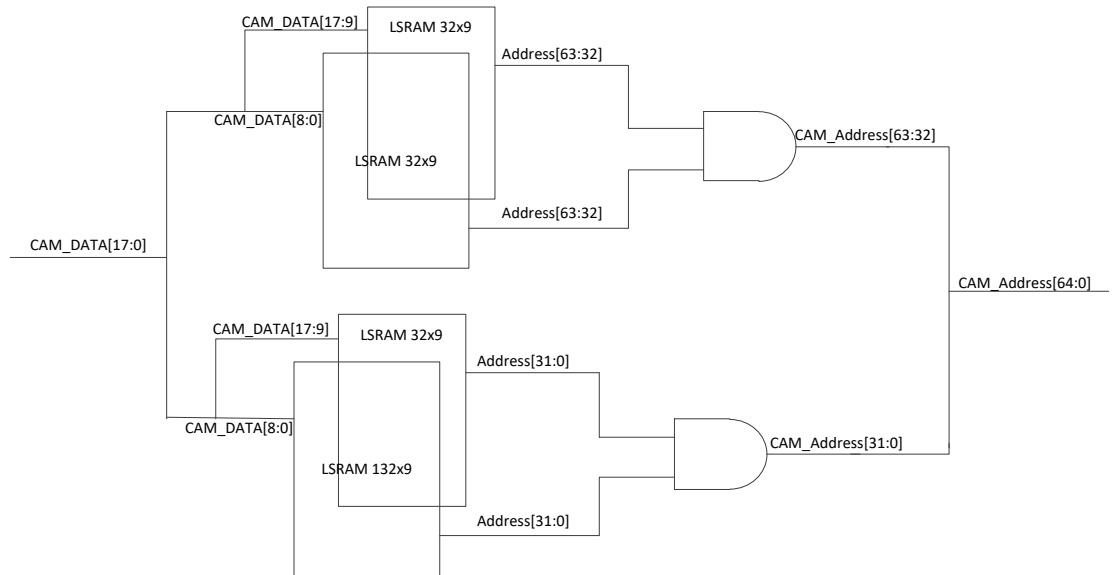 CAM_DATA[17:9]
LSRAM 32x9
Address[63:32]
CAM_DATA[8:0]
CAM_Address[63:32]
LSRAM 32x9
Address[63:32]
CAM_DATA[17:0]
CAM_Address[64:0]
CAM_DATA[17:9]
LSRAM 32x9
Address[31:0]
CAM_DATA[8:0]
CAM_Address[31:0]
LSRAM 132x9
Address[31:0]